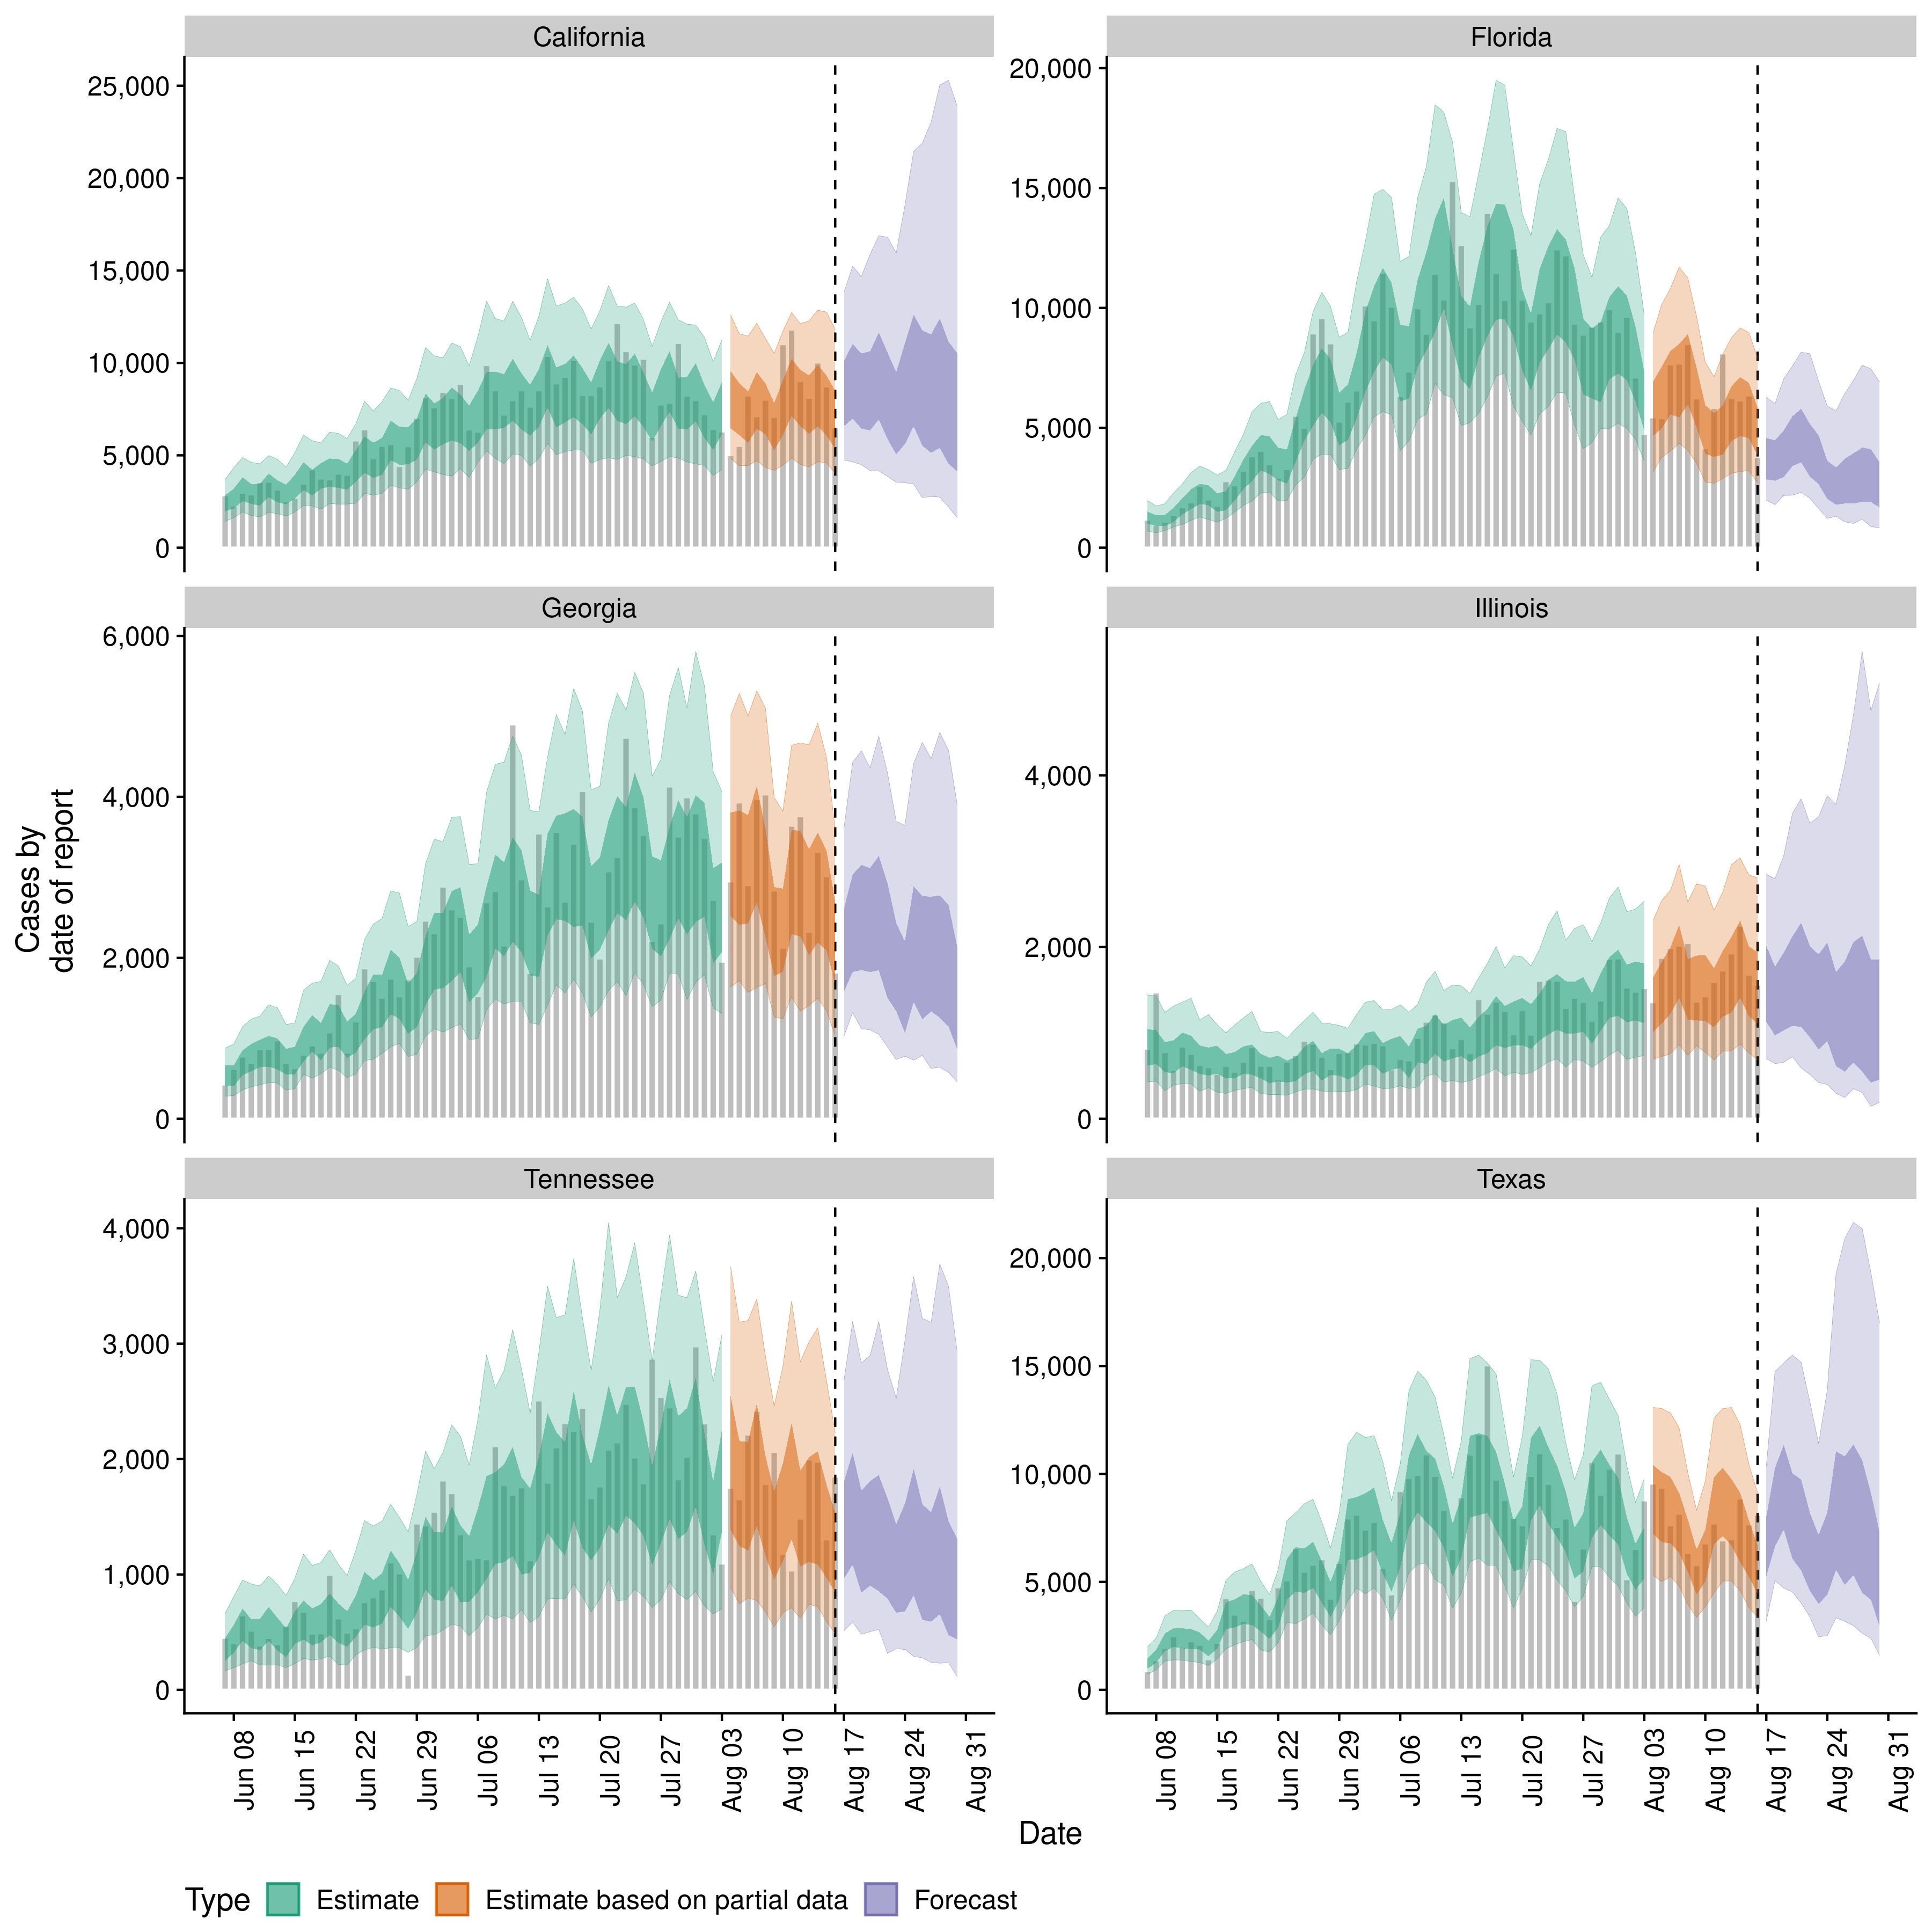 California
Florida
25,000
20,000
15,000
10,000
5,000
0
20,000
15,000
10,000
5,000
0
Georgia
Illinois
6,000
4,000
2,000
0
4,000
2,000
0
Tennessee
Texas
4,000
3,000
2,000
1,000
0
20,000
15,000
10,000
5,000
0
Cases by
date of report
Jun 08
Jun 15
Jun 22
Jun 29
Jul 06
Jul 13
Jul 20
Jul 27
Aug 03
Aug 10
Aug 17
Aug 24
Aug 31
Jun 08
Jun 15
Jun 22
Jun 29
Jul 06
Jul 13
Jul 20
Jul 27
Aug 03
Aug 10
Aug 17
Aug 24
Aug 31
Date
Type Estimate Estimate based on partial data Forecast